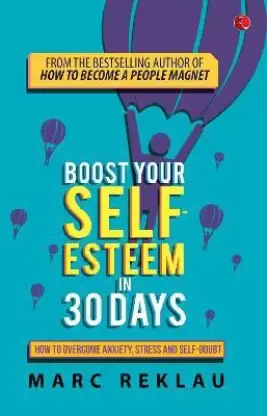 FROM THE BESTSELLING AUTHOR OF
HOW TO BECOME A PEOPLE MAGNET
BOOST YOUR
SELF-
ESTEEM
IN
30 DAYS
HOW TO OVERCOME ANXIETY, STRESS AND SELF-DOUBT
MARC REKLAU